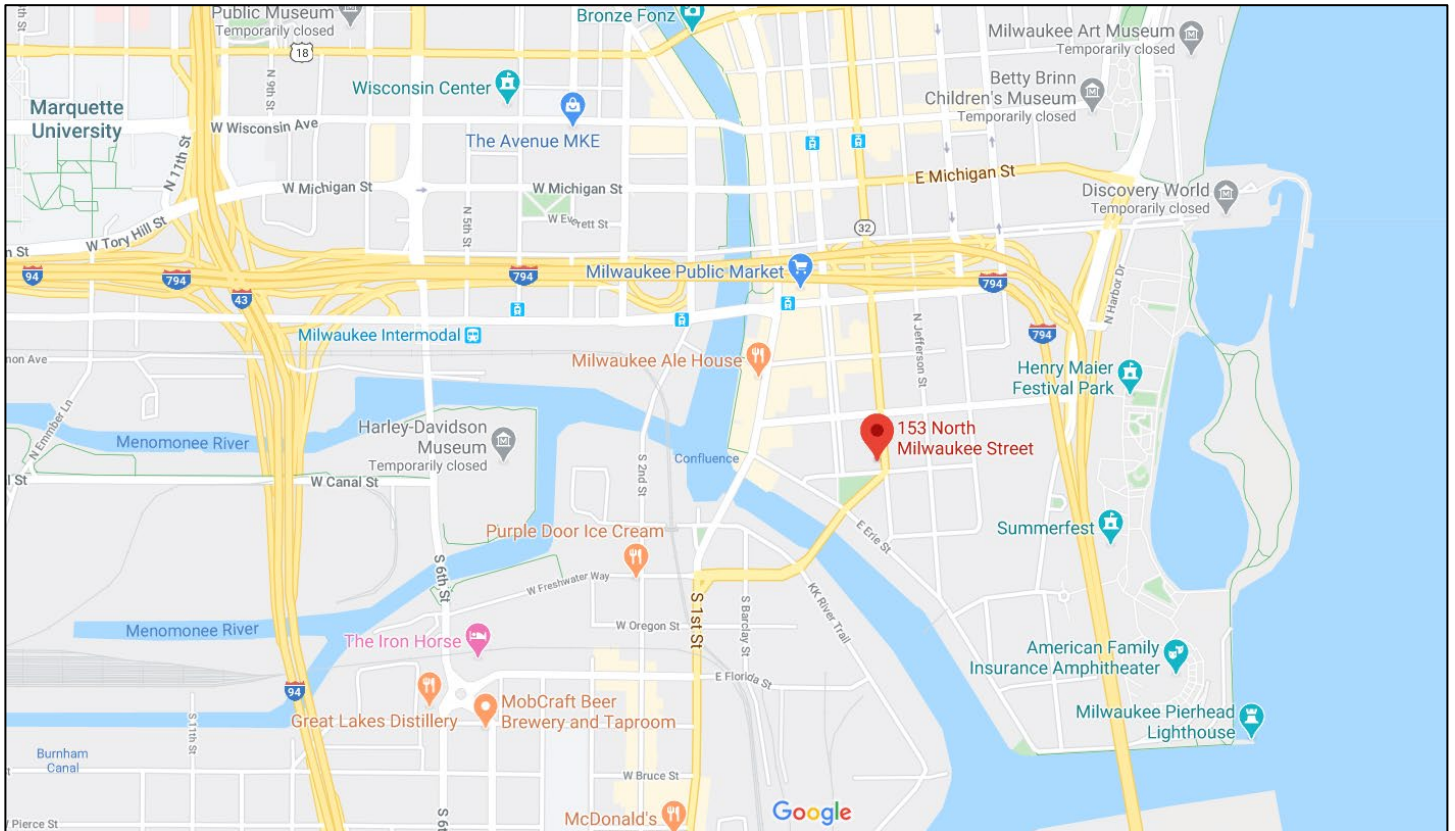 Public Museum
Temporarily closed
Bronze Fonz
Milwaukee Art Museum
Temporarily closed
18
N 9th St
Wisconsin Center
Betty Brinn
Children's Museum
Temporarily closed
Marquette
University
W Wisconsin Ave
The Avenue MKE
N 11th St
W Michigan St
W Michigan St
E Michigan St
Discovery World
Temporarily closed
W Everett St
N 5th St
W Tory Hill St
n St
32
94
794
43
794
Milwaukee Public Market
794
N Harbor Dr
Milwaukee Intermodal
N Jefferson St
794
non Ave
Milwaukee Ale House
Henry Maier
Festival Park
N Emmber Ln
Menomonee River
Harley-Davidson
Museum
Temporarily closed
153 North
Milwaukee Street
Confluence
S 2nd St
l St
W Canal St
Purple Door Ice Cream
E Erie St
Summerfest
S 6th St
W Freshwater Way
KK River Trail
S 1st St
S Barclay St
Menomonee River
W Oregon St
The Iron Horse
American Family
Insurance Amphitheater
E Florida St
94
Great Lakes Distillery
MobCraft Beer
Brewery and Taproom
Milwaukee Pierhead
Lighthouse
S 11th St
Burnham
Canal
W Bruce St
McDonald's
Google
S 6t
W Pierce St